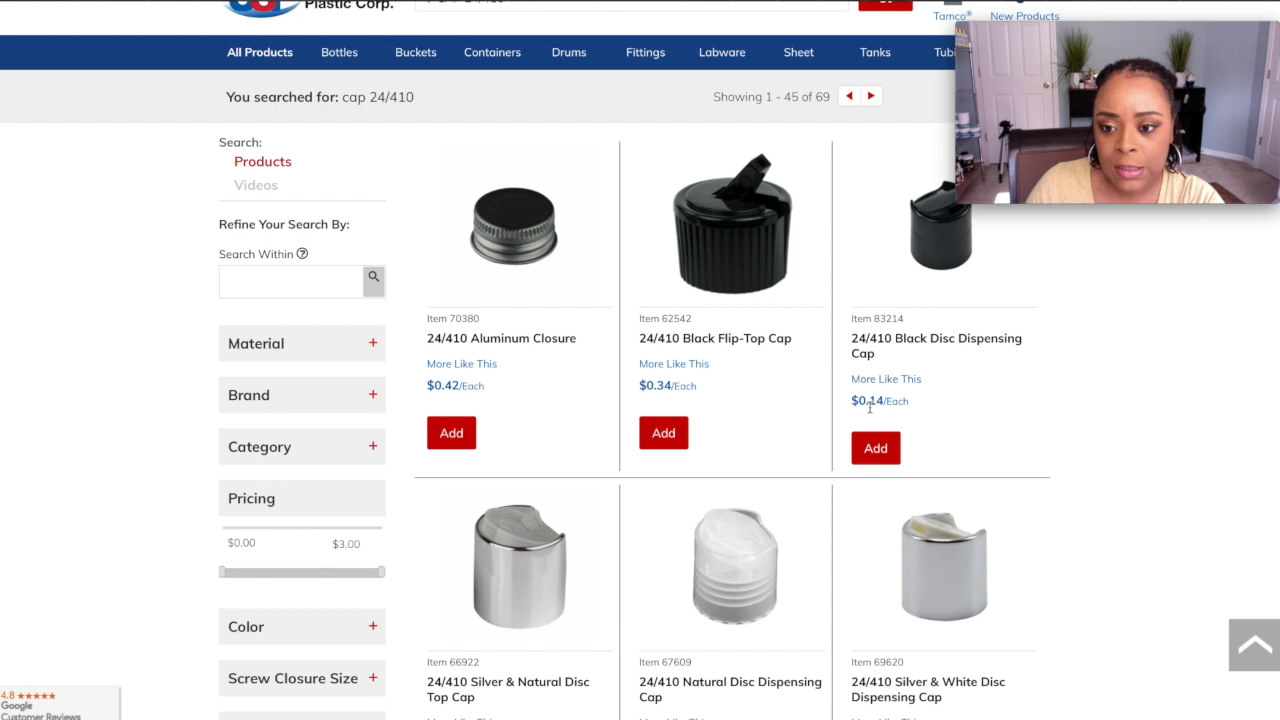 Plastic Corp.
Tamco®
New Products
All Products
Bottles
Buckets
Containers
Drums
Fittings
Labware
Sheet
Tanks
You searched for: cap 24/410
Showing 1 - 45 of 69
Search:
Products
Videos
Refine Your Search By:
Search Within
Material +
Brand +
Category +
Pricing
$0.00
$3.00
Color +
Screw Closure Size +
Item 70380
24/410 Aluminum Closure
More Like This
$0.42/Each
Add
Item 62542
24/410 Black Flip-Top Cap
More Like This
$0.34/Each
Add
Item 83214
24/410 Black Disc Dispensing
Cap
More Like This
$0.14/Each
Add
Item 66922
24/410 Silver & Natural Disc
Top Cap
Item 67609
24/410 Natural Disc Dispensing
Cap
Item 69620
24/410 Silver & White Disc
Dispensing Cap
4.8 ★★★★★
Google
Customer Reviews